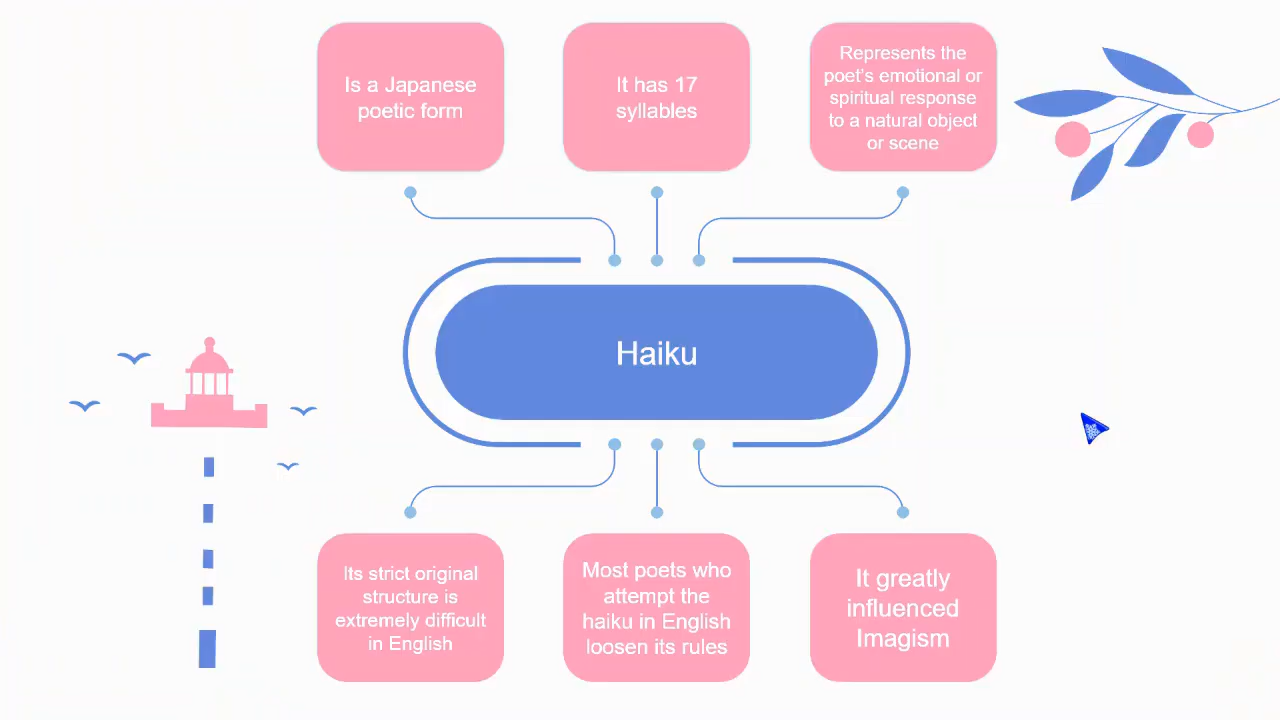 Is a Japanese
poetic form
It has 17
syllables
Represents the
poet's emotional or
spiritual response
to a natural object
or scene
Haiku
Its strict original
structure is
extremely difficult
in English
Most poets who
attempt the
haiku in English
loosen its rules
It greatly
influenced
Imagism